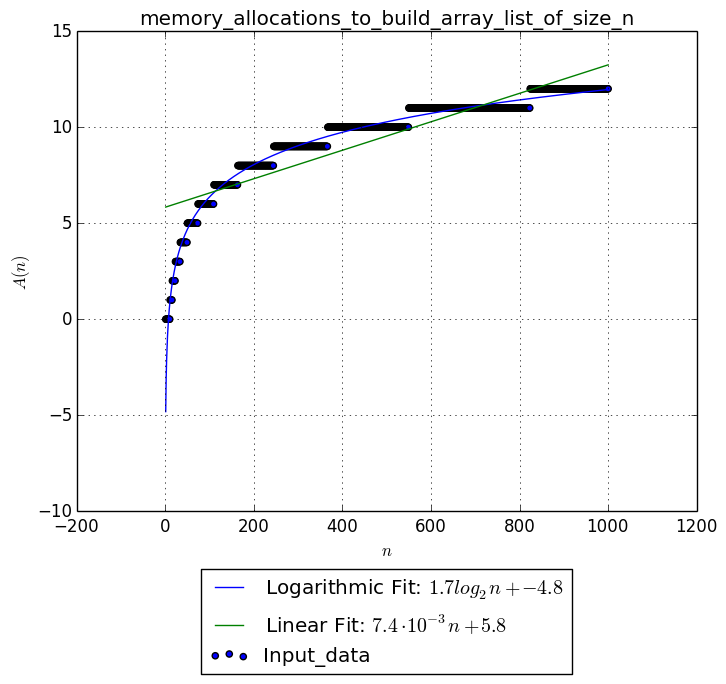 memory_allocations_to_build_array_list_of_size_n
15
10
5
0
−5
−10
A(n)
−200 0 200 400 600 800 1000 1200
n
Logarithmic Fit: 1.7log₂n+−4.8
Linear Fit: 7.4·10⁻³n+5.8
Input_data